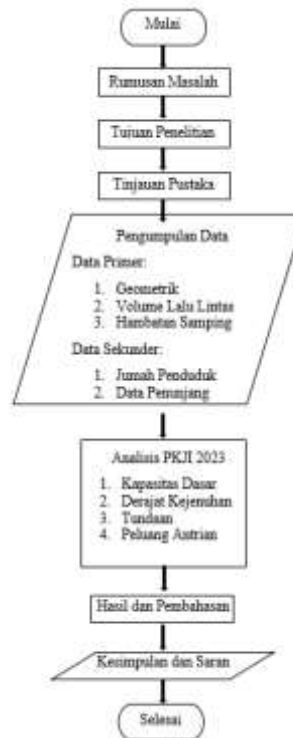 Mulai
Rumusan Masalah
Tujuan Penelitian
Tinjauan Pustaka
Pengumpulan Data
Data Primer:
1. Geometrik
2. Volume Lalu Lintas
3. Hambatan Samping
Data Sekunder:
1. Jumah Penduduk
2. Data Penunjang
Analisis PKJI 2023
1. Kapasitas Dasar
2. Derajat Kejenuhan
3. Tundaan
4. Peluang Antrian
Hasil dan Pembahasan
Kesimpulan dan Saran
Selesai